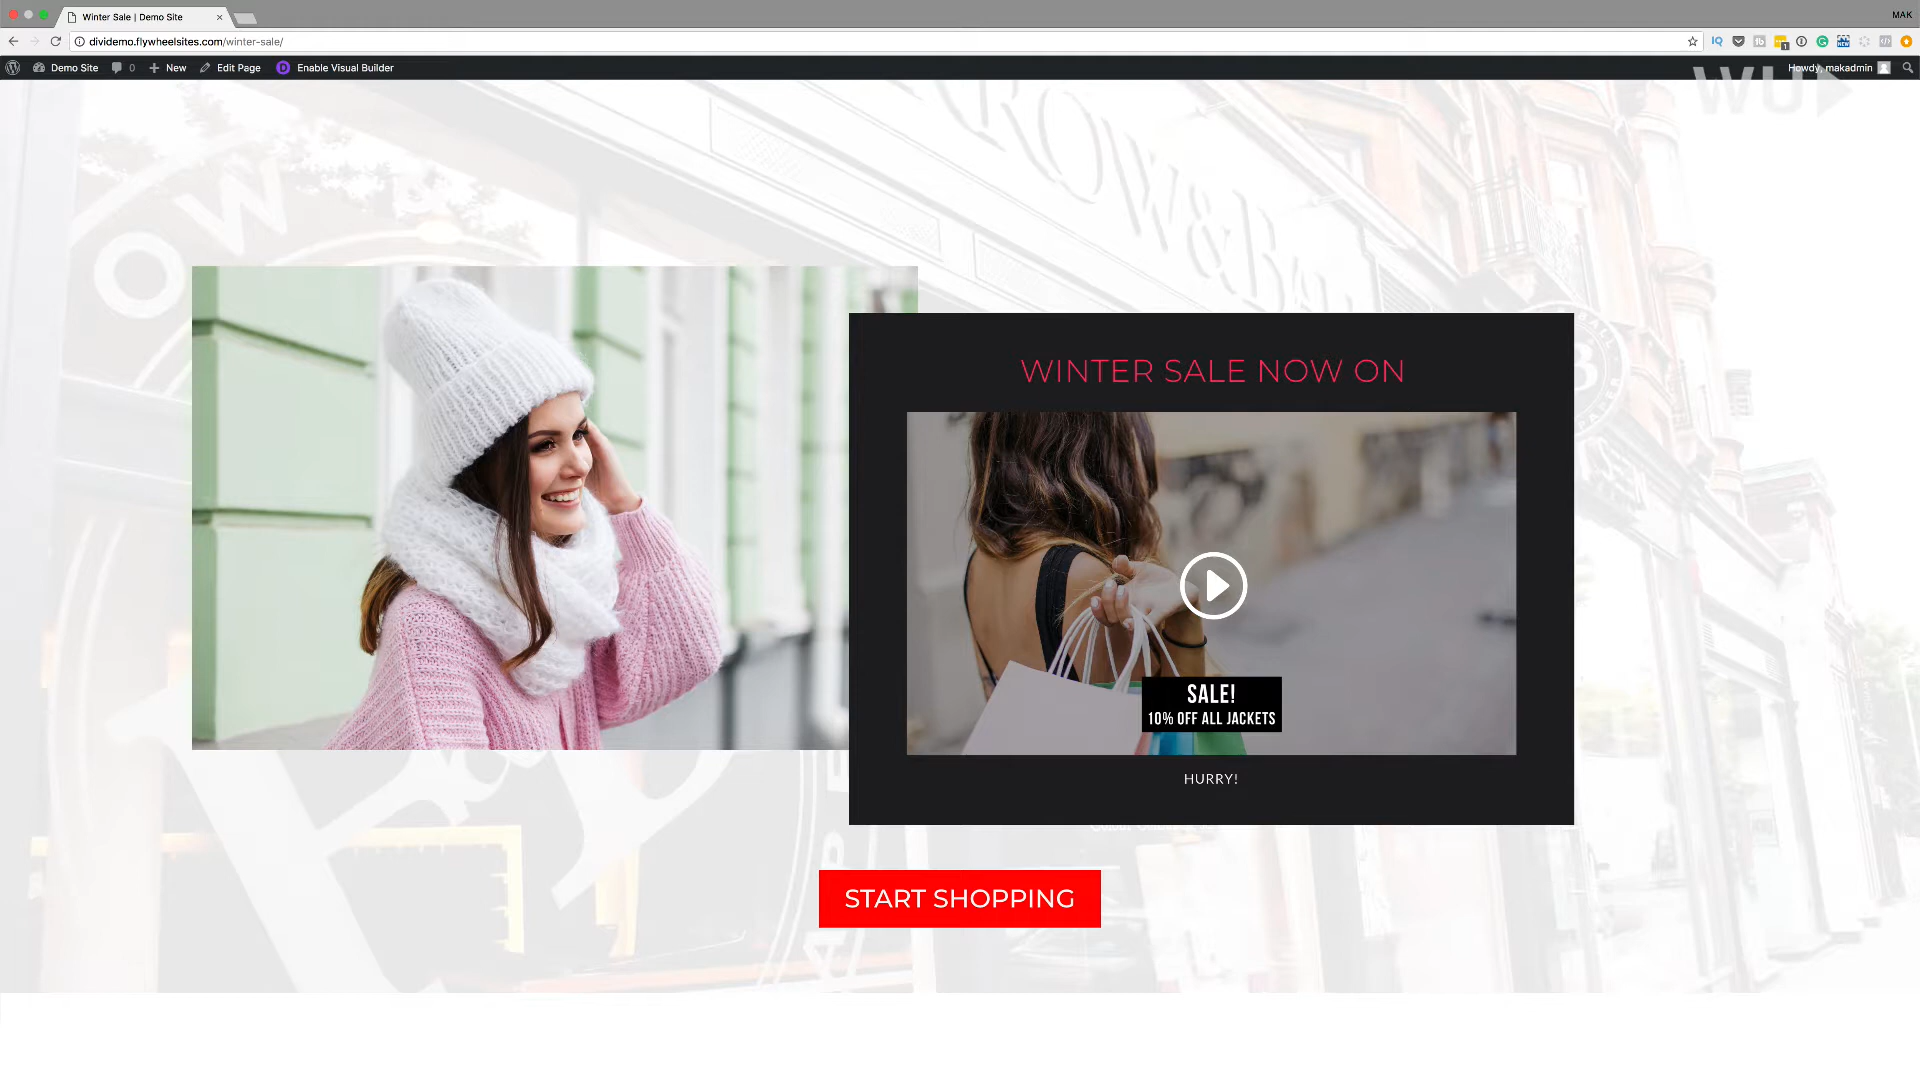 MAK
Winter Sale | Demo Site
dividemo.flywheelsites.com/winter-sale/
Demo Site 0 New Edit Page Enable Visual Builder
Howdy, makadmin
WINTER SALE NOW ON
SALE!
10% OFF ALL JACKETS
HURRY!
START SHOPPING